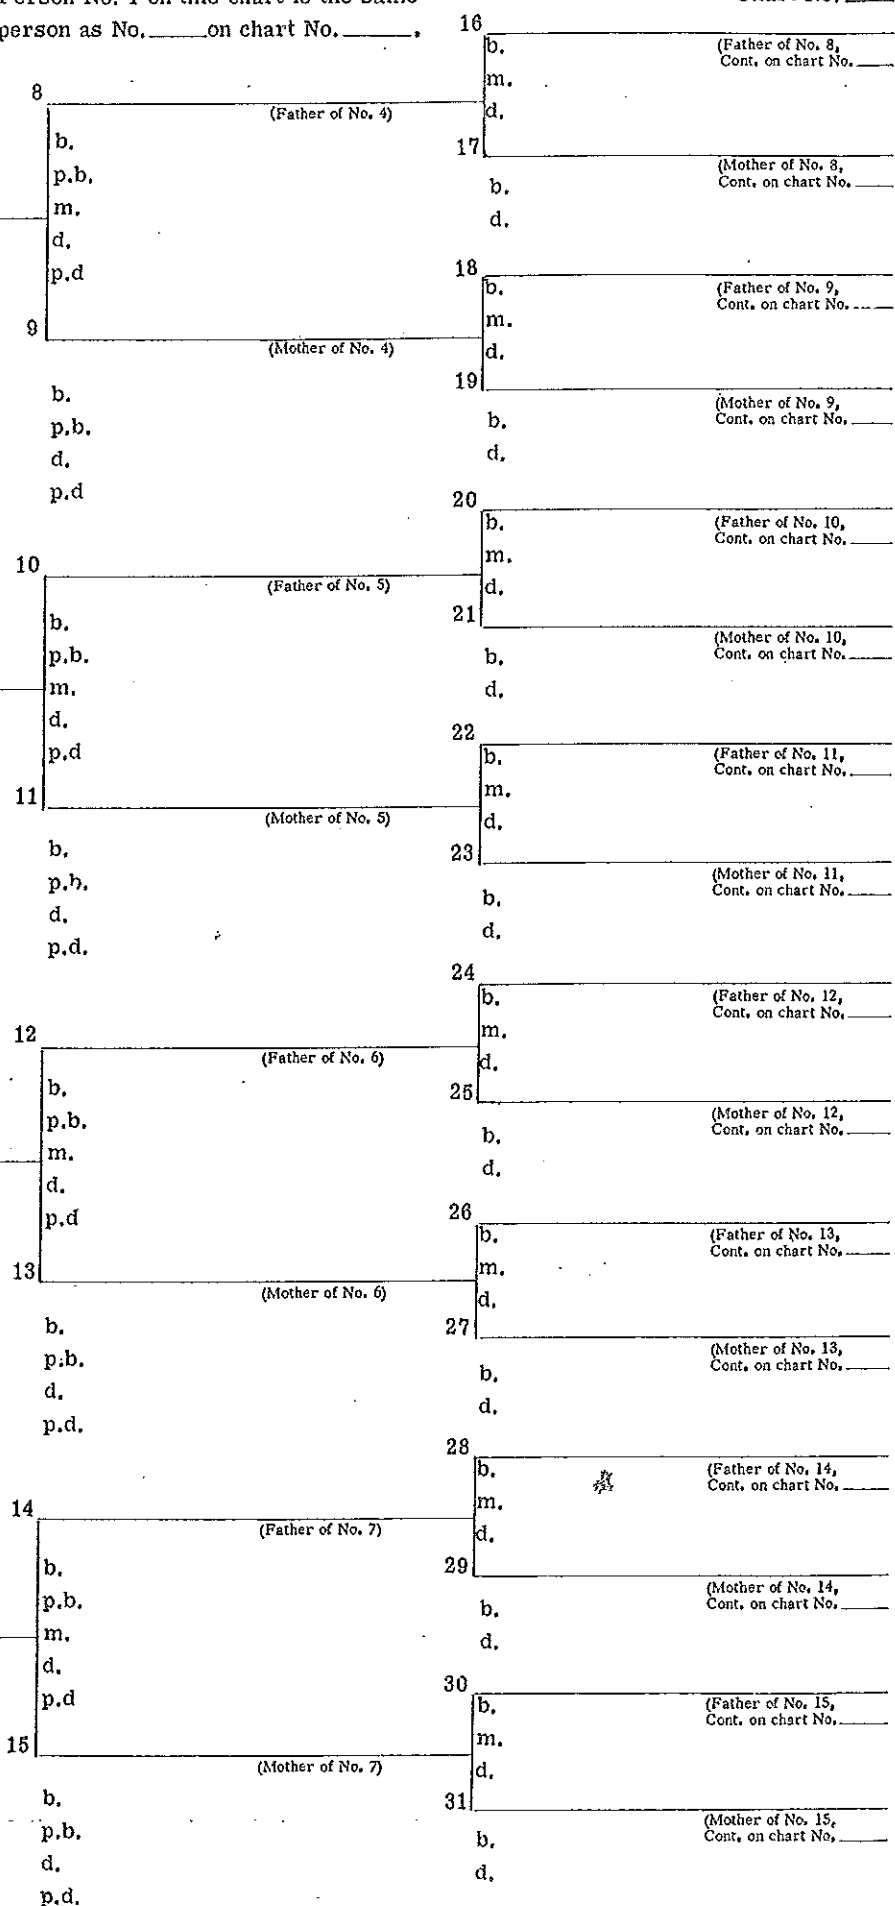 Person No. 1 on this chart is the same
person as No. ______ on chart No. ______.
16
b. (Father of No. 8,
Cont. on chart No. ____
m.
8
(Father of No. 4)
d.
b.
17
(Mother of No. 8,
Cont. on chart No. ____
p.b.
b.
m.
d.
d.
p.d
18
b. (Father of No. 9,
Cont. on chart No. ____
m.
9
(Mother of No. 4)
d.
19
b.
(Mother of No. 9,
Cont. on chart No. ____
p.b.
b.
d.
d.
p.d
20
b. (Father of No. 10,
Cont. on chart No. ____
m.
10
(Father of No. 5)
d.
21
b.
(Mother of No. 10,
Cont. on chart No. ____
p.b.
b.
m.
d.
d.
22
p.d
b. (Father of No. 11,
Cont. on chart No. ____
m.
11
(Mother of No. 5)
d.
b.
23
p.b.
(Mother of No. 11,
Cont. on chart No. ____
b.
d.
d.
p.d.
24
b. (Father of No. 12,
Cont. on chart No. ____
m.
12
(Father of No. 6)
d.
b.
25
p.b.
(Mother of No. 12,
Cont. on chart No. ____
b.
m.
d.
d.
p.d
26
b. (Father of No. 13,
Cont. on chart No. ____
m.
13
(Mother of No. 6)
d.
b.
27
p.b.
(Mother of No. 13,
Cont. on chart No. ____
b.
d.
d.
p.d.
28
b. (Father of No. 14,
Cont. on chart No. ____
m.
14
(Father of No. 7)
d.
b.
29
p.b.
(Mother of No. 14,
Cont. on chart No. ____
b.
m.
d.
d.
p.d
30
b. (Father of No. 15,
Cont. on chart No. ____
m.
15
(Mother of No. 7)
d.
b.
31
p.b.
(Mother of No. 15,
Cont. on chart No. ____
b.
d.
d.
p.d.